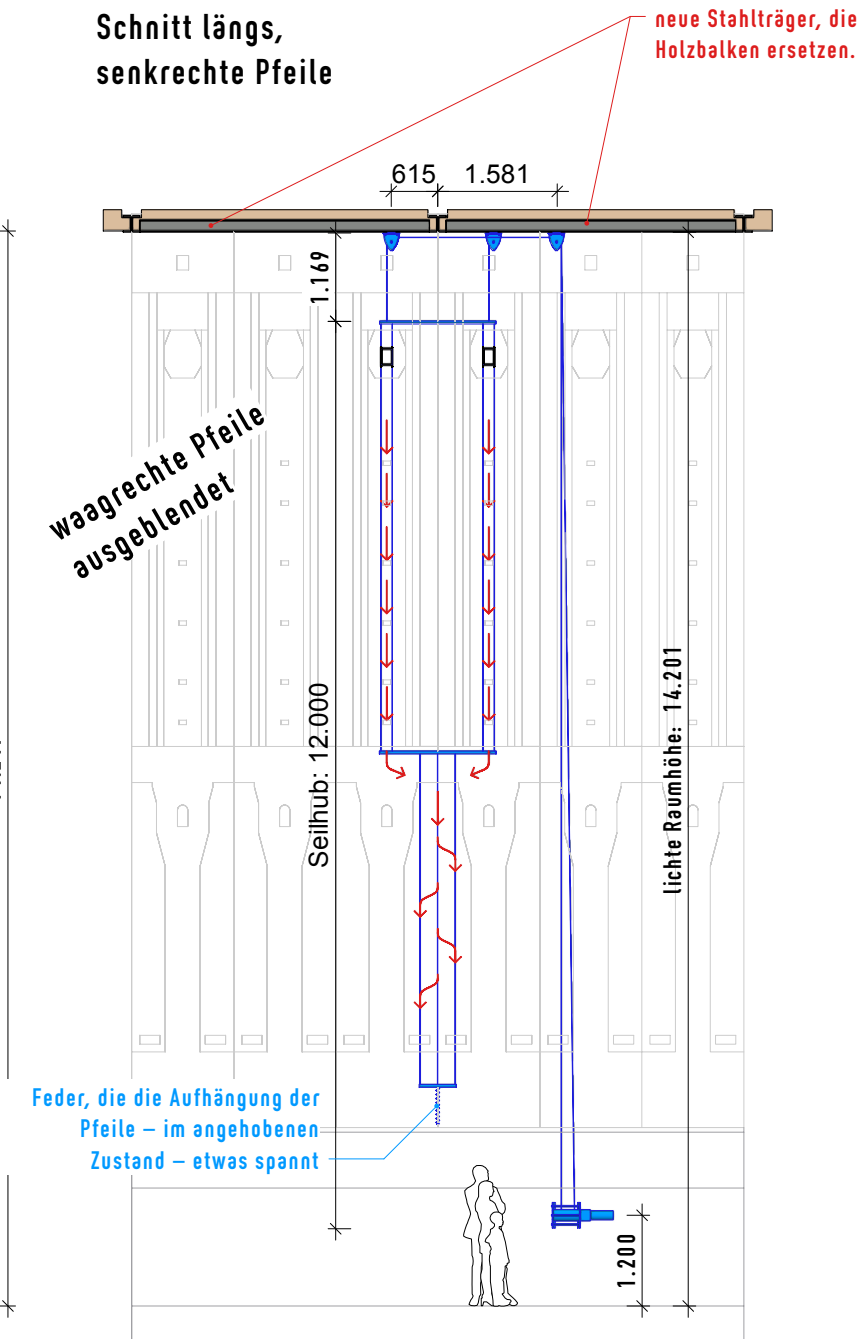 Schnitt längs,
senkrechte Pfeile
neue Stahlträger, die
Holzbalken ersetzen.
615
1.581
1.169
waagrechte Pfeile
ausgeblendet
Seilhub: 12.000
lichte Raumhöhe: 14.201
Feder, die die Aufhängung der
Pfeile – im angehobenen
Zustand – etwas spannt
1.200